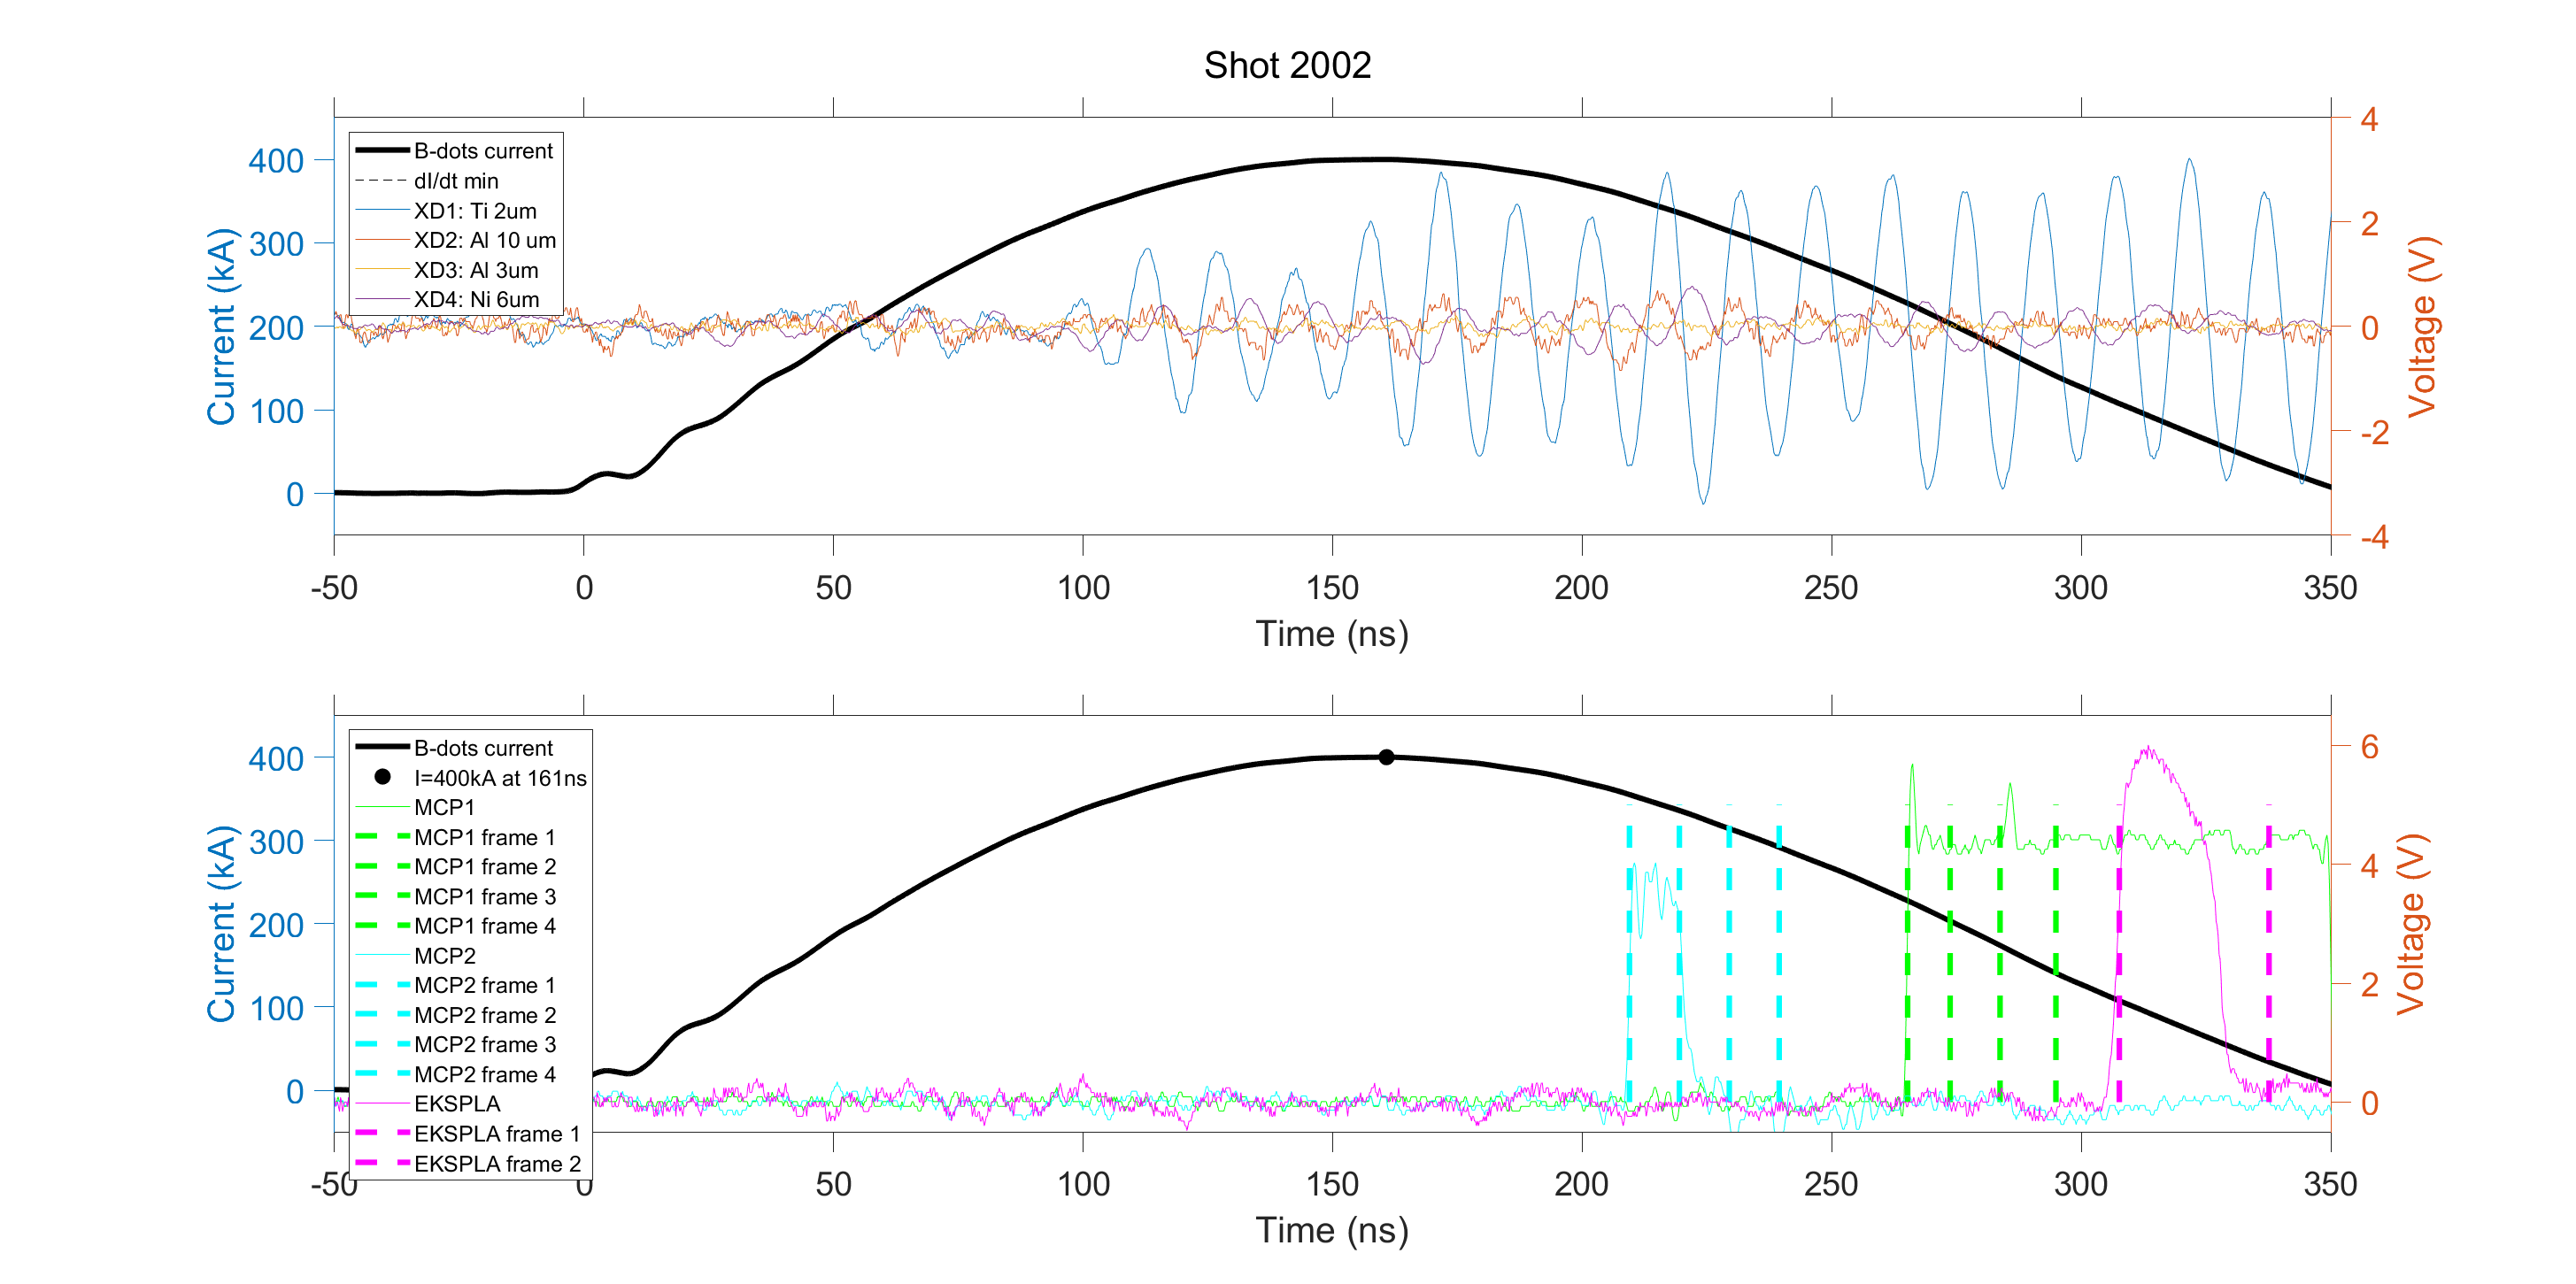 Shot 2002
B-dots current
dI/dt min
XD1: Ti 2um
XD2: Al 10 um
XD3: Al 3um
XD4: Ni 6um
400
300
200
100
0
Current (kA)
4
2
0
-2
-4
Voltage (V)
-50 0 50 100 150 200 250 300 350
Time (ns)
B-dots current
I=400kA at 161ns
MCP1
MCP1 frame 1
MCP1 frame 2
MCP1 frame 3
MCP1 frame 4
MCP2
MCP2 frame 1
MCP2 frame 2
MCP2 frame 3
MCP2 frame 4
EKSPLA
EKSPLA frame 1
EKSPLA frame 2
400
300
200
100
0
Current (kA)
6
4
2
0
Voltage (V)
-50 0 50 100 150 200 250 300 350
Time (ns)